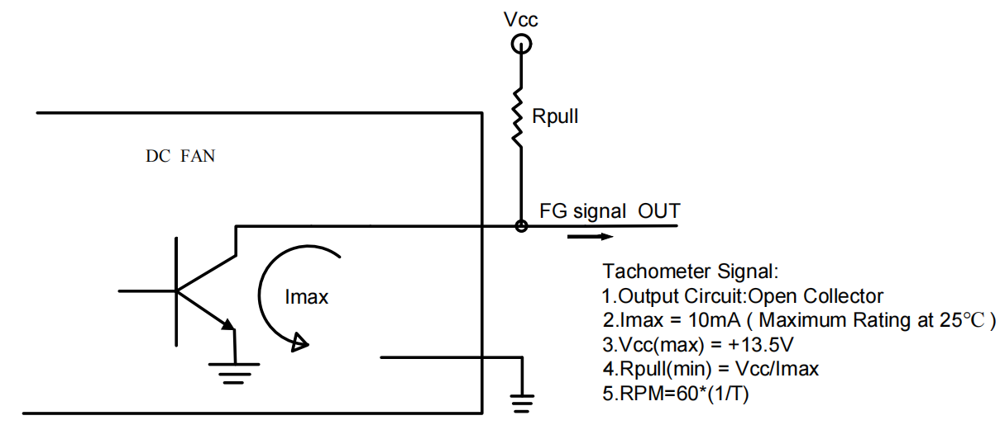 Vcc
Rpull
DC FAN
FG signal OUT
Imax
Tachometer Signal:
1.Output Circuit:Open Collector
2.Imax = 10mA ( Maximum Rating at 25℃ )
3.Vcc(max) = +13.5V
4.Rpull(min) = Vcc/Imax
5.RPM=60*(1/T)